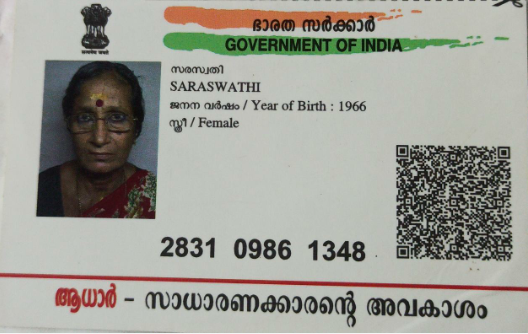 ഭാരത സർക്കാർ
GOVERNMENT OF INDIA
സരസ്വതി
SARASWATHI
ജനന വർഷം / Year of Birth : 1966
സ്ത്രീ / Female
2831 0986 1348
ആധാർ - സാധാരണക്കാരന്റെ അവകാശം